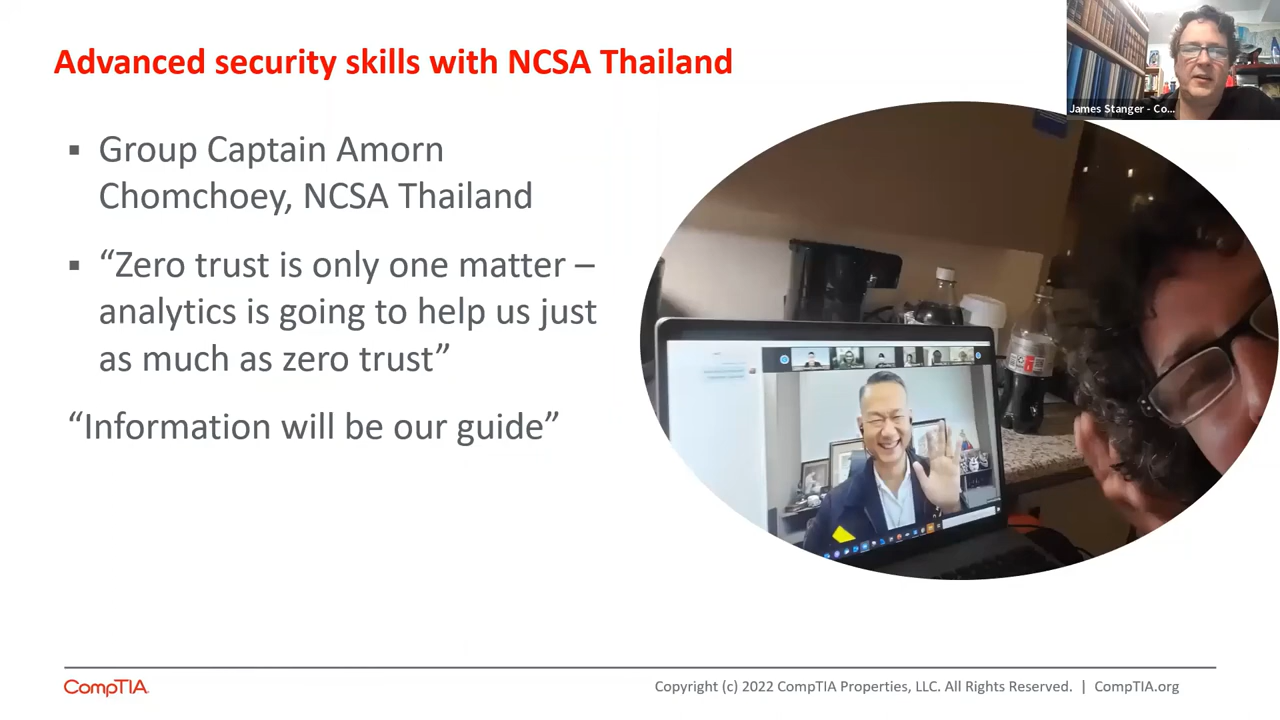 Advanced security skills with NCSA Thailand
James Stanger - Co...
▪ Group Captain Amorn
Chomchoey, NCSA Thailand
▪ “Zero trust is only one matter –
analytics is going to help us just
as much as zero trust”
“Information will be our guide”
CompTIA.
Copyright (c) 2022 CompTIA Properties, LLC. All Rights Reserved. | CompTIA.org